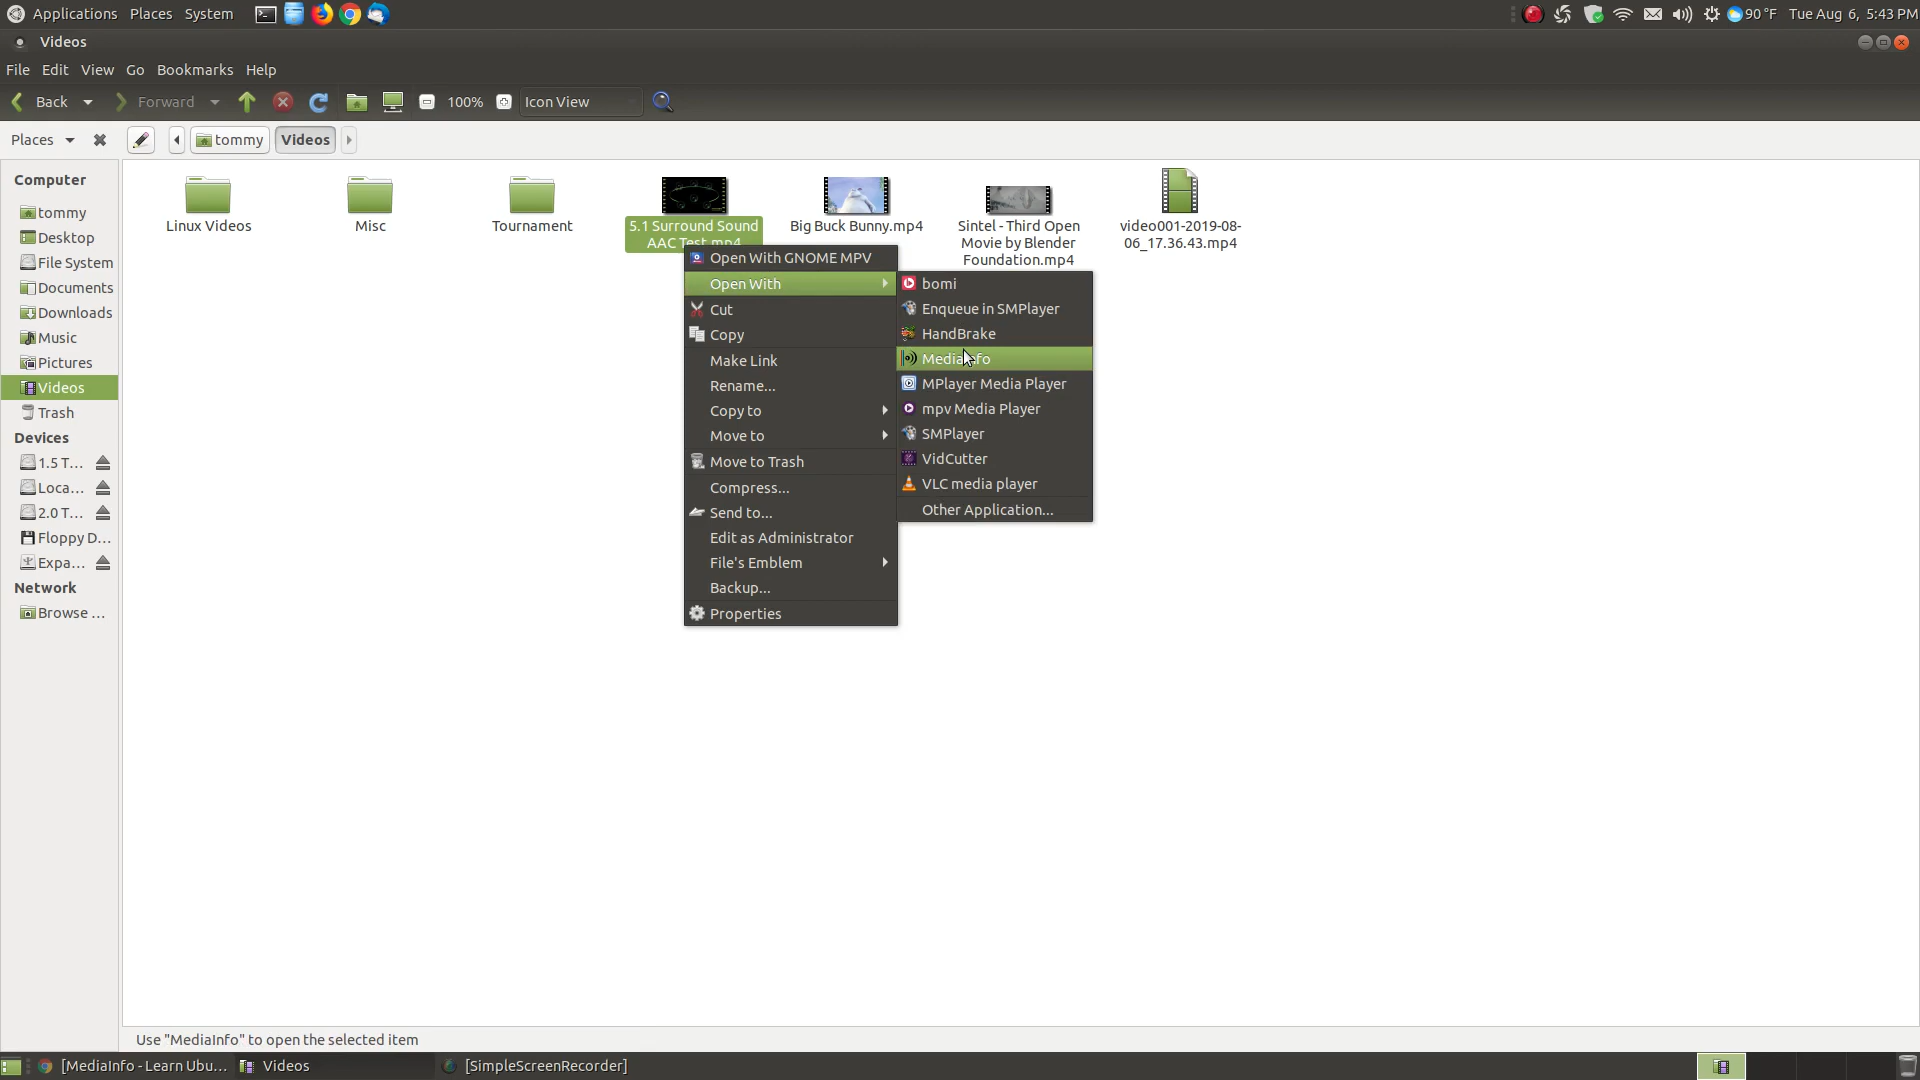 Applications Places System
90 °F Tue Aug 6, 5:43 PM
Videos
File Edit View Go Bookmarks Help
Back Forward 100% Icon View
Places tommy Videos
Computer
tommy
Desktop
File System
Documents
Downloads
Music
Pictures
Videos
Trash
Devices
1.5 T...
Loca...
2.0 T...
Floppy D...
Expa...
Network
Browse ...
Linux Videos
Misc
Tournament
5.1 Surround Sound
AAC Test.mp4
Big Buck Bunny.mp4
Sintel - Third Open
Movie by Blender
Foundation.mp4
video001-2019-08-
06_17.36.43.mp4
Open With GNOME MPV
Open With
Cut
Copy
Make Link
Rename...
Copy to
Move to
Move to Trash
Compress...
Send to...
Edit as Administrator
File's Emblem
Backup...
Properties
bomi
Enqueue in SMPlayer
HandBrake
MediaInfo
MPlayer Media Player
mpv Media Player
SMPlayer
VidCutter
VLC media player
Other Application...
Use "MediaInfo" to open the selected item
[MediaInfo - Learn Ubu... Videos [SimpleScreenRecorder]